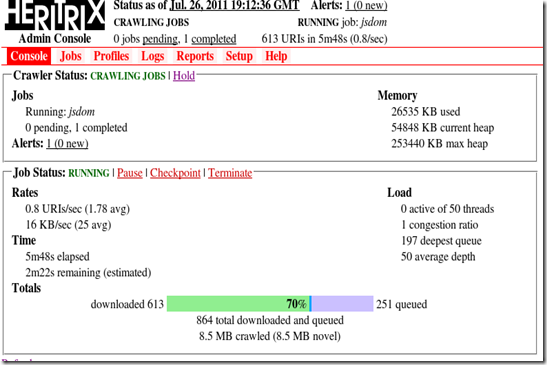 HERITRIX
Status as of Jul. 26, 2011 19:12:36 GMT Alerts: 1 (0 new)
CRAWLING JOBS RUNNING job: jsdom
Admin Console 0 jobs pending, 1 completed 613 URIs in 5m48s (0.8/sec)
Console Jobs Profiles Logs Reports Setup Help
Crawler Status: CRAWLING JOBS | Hold
Jobs Memory
Running: jsdom 26535 KB used
0 pending, 1 completed 54848 KB current heap
Alerts: 1 (0 new) 253440 KB max heap
Job Status: RUNNING | Pause | Checkpoint | Terminate
Rates Load
0.8 URIs/sec (1.78 avg) 0 active of 50 threads
16 KB/sec (25 avg) 1 congestion ratio
Time 197 deepest queue
5m48s elapsed 50 average depth
2m22s remaining (estimated)
Totals
downloaded 613 70% 251 queued
864 total downloaded and queued
8.5 MB crawled (8.5 MB novel)